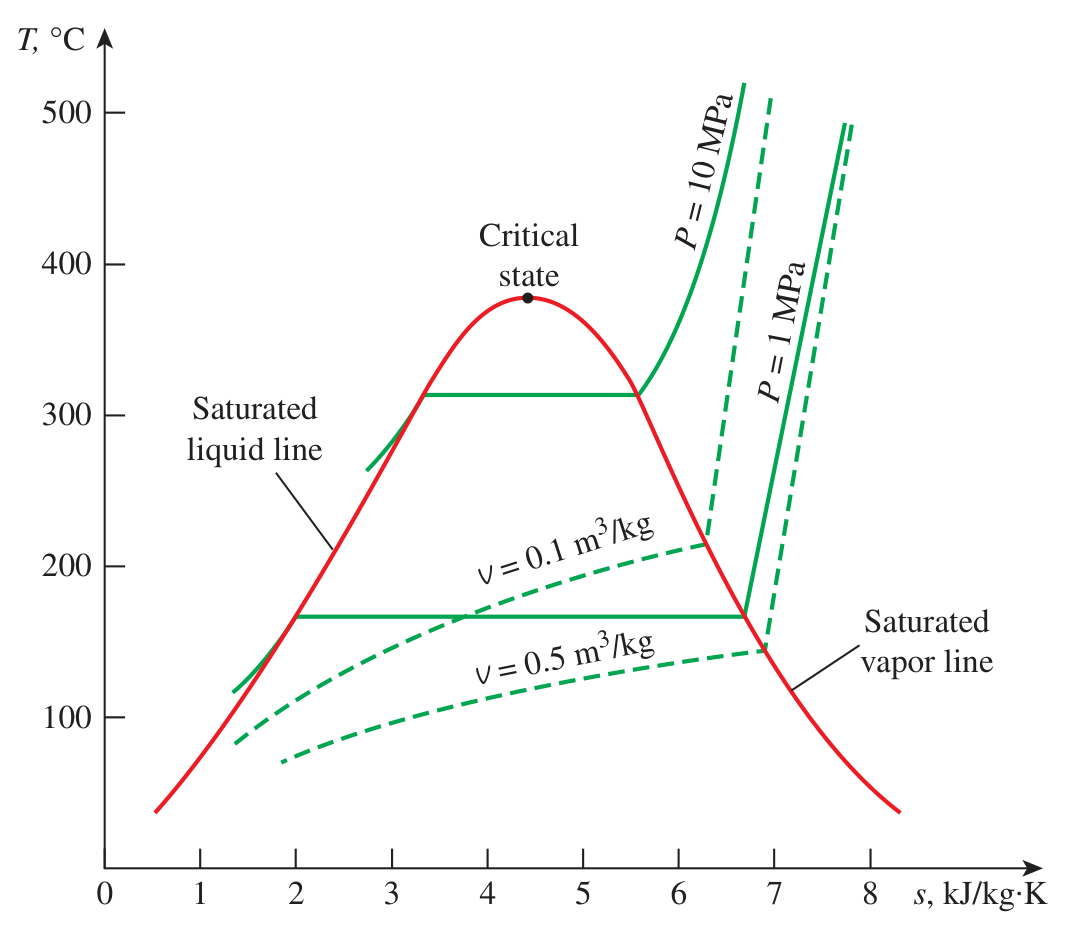 T, °C
500
400
300
200
100
0
1
2
3
4
5
6
7
8
s, kJ/kg·K
Critical
state
Saturated
liquid line
Saturated
vapor line
P = 10 MPa
P = 1 MPa
v = 0.1 m³/kg
v = 0.5 m³/kg